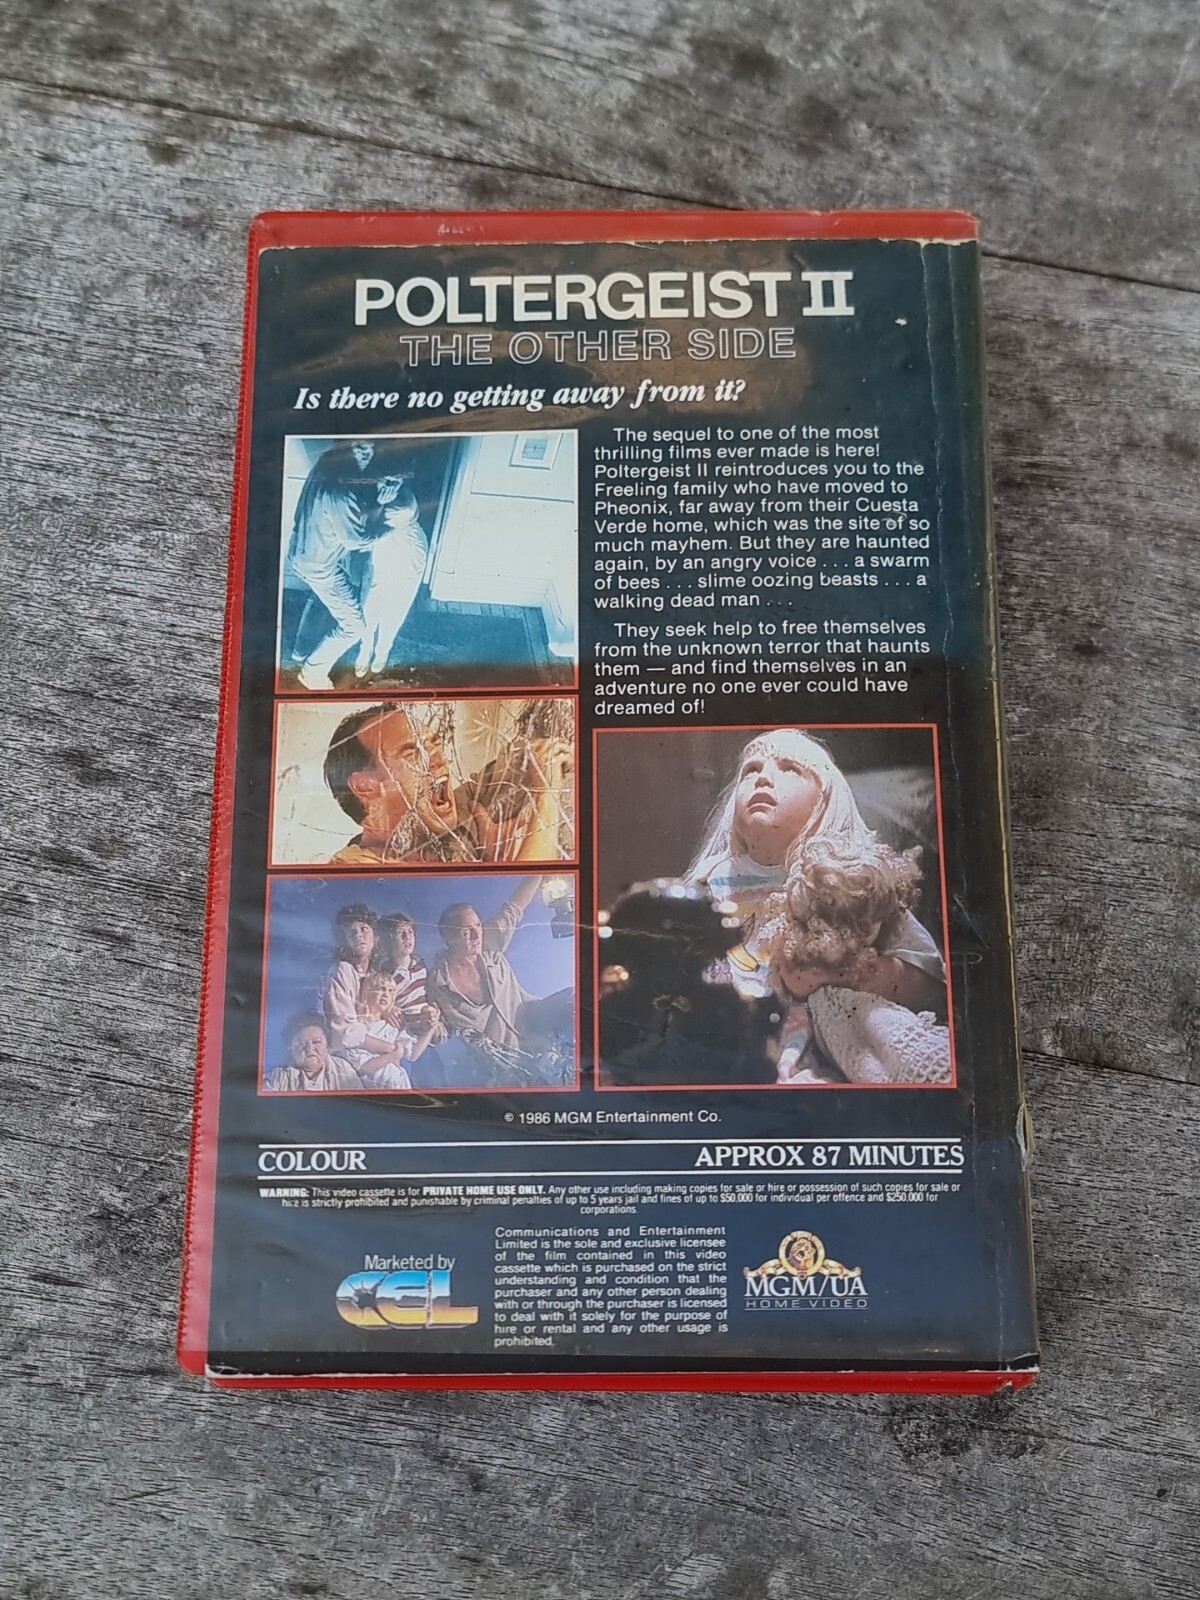 POLTERGEIST II
THE OTHER SIDE
Is there no getting away from it?
The sequel to one of the most
thrilling films ever made is here!
Poltergeist II reintroduces you to the
Freeling family who have moved to
Pheonix, far away from their Cuesta
Verde home, which was the site of so
much mayhem. But they are haunted
again, by an angry voice . . . a swarm
of bees . . . slime oozing beasts . . . a
walking dead man . . .
They seek help to free themselves
from the unknown terror that haunts
them — and find themselves in an
adventure no one ever could have
dreamed of!
© 1986 MGM Entertainment Co.
COLOUR APPROX 87 MINUTES
WARNING: This video cassette is for PRIVATE HOME USE ONLY. Any other use including making copies for sale or hire or possession of such copies for sale or
hire is strictly prohibited and punishable by criminal penalties of up to 5 years jail and fines of up to $50,000 for individual per offence and $250,000 for
corporations.
Marketed by
CEL
Communications and Entertainment
Limited is the sole and exclusive licensee
of the film contained in this video
cassette which is purchased on the strict
understanding and condition that the
purchaser and any other person dealing
with or through the purchaser is licensed
to deal with it solely for the purpose of
hire or rental and any other usage is
prohibited.
MGM/UA
HOME VIDEO